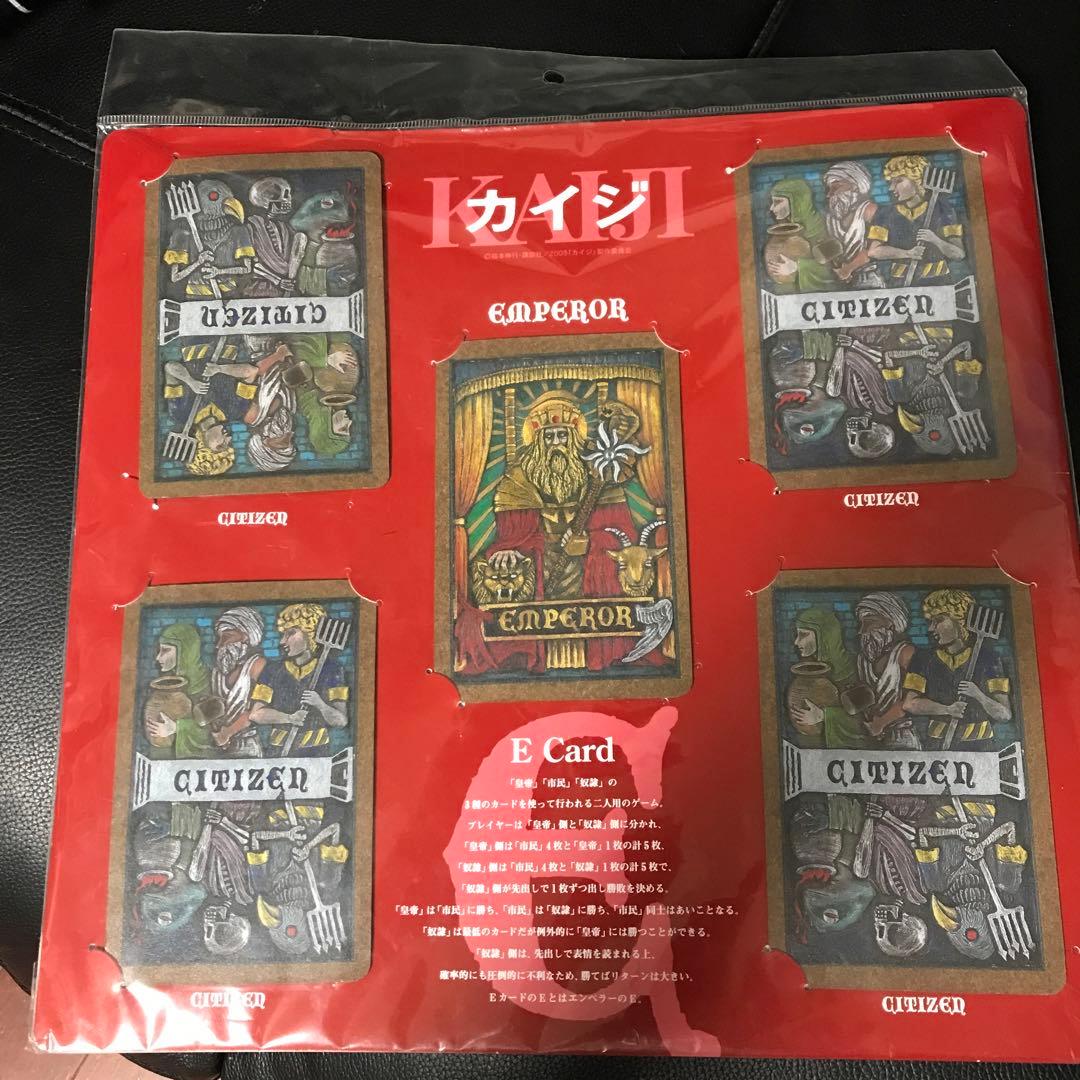 KAIJI
カイジ
©福本伸行・講談社／2009「カイジ」製作委員会
CITIZEN
CITIZEN
EMPEROR
CITIZEN
CITIZEN
EMPEROR
CITIZEN
CITIZEN
E Card
「皇帝」「市民」「奴隷」の
3種のカードを使って行われる二人用のゲーム。
プレイヤーは「皇帝」側と「奴隷」側に分かれ、
「皇帝」側は「市民」4枚と「皇帝」1枚の計5枚、
「奴隷」側は「市民」4枚と「奴隷」1枚の計5枚で、
「奴隷」側が先出しで1枚ずつ出し勝敗を決める。
「皇帝」は「市民」に勝ち、「市民」は「奴隷」に勝ち、「市民」同士はあいことなる。
「奴隷」は最低のカードだが例外的に「皇帝」には勝つことができる。
「奴隷」側は、先出しで表情を読まれる上、
確率的にも圧倒的に不利なため、勝てばリターンは大きい。
EカードのEとはエンペラーのE。
CITIZEN
CITIZEN